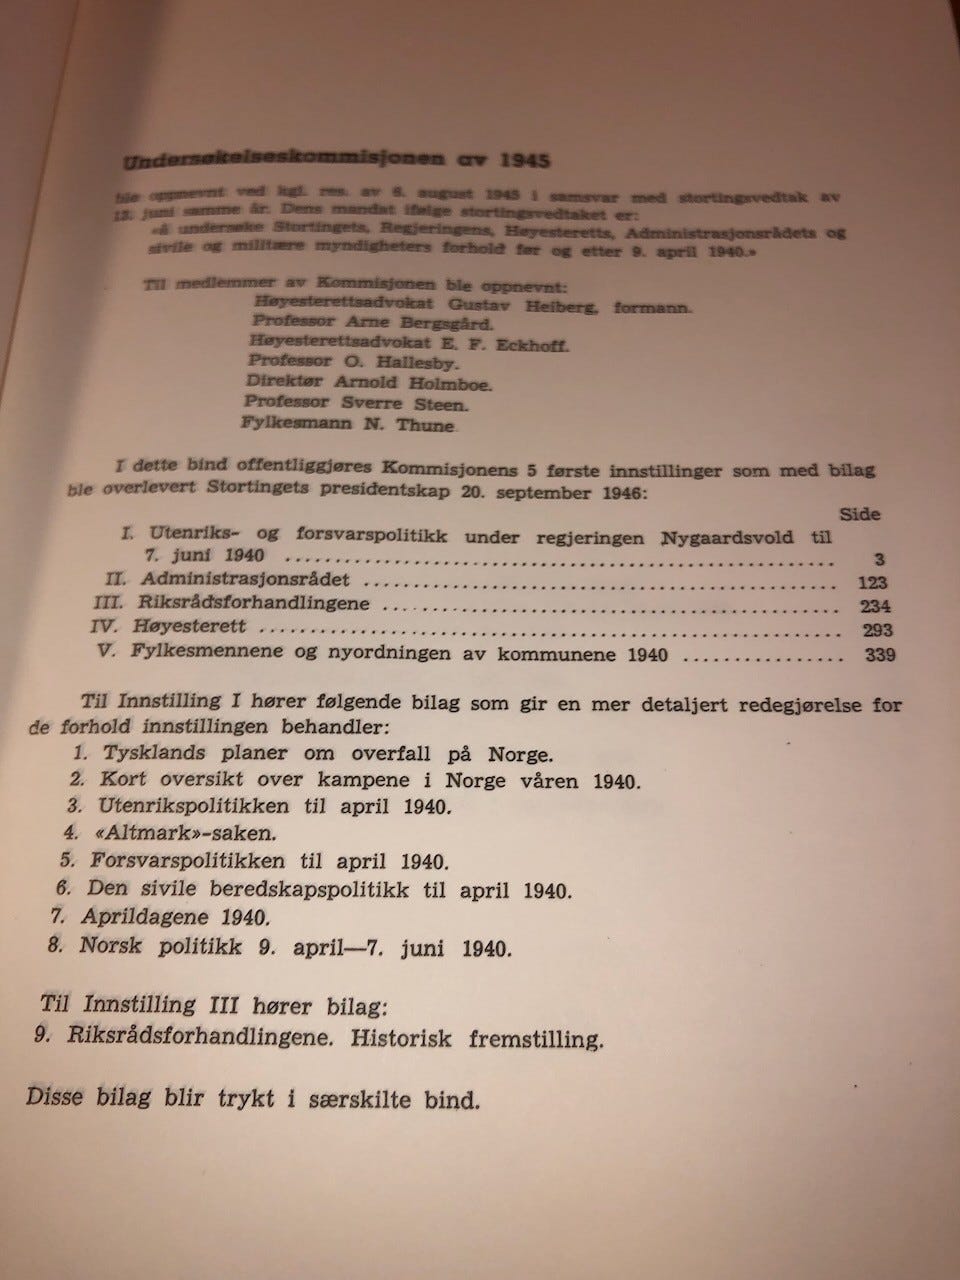 Undersøkelseskommisjonen av 1945
ble oppnevnt ved kgl. res. av 6. august 1945 i samsvar med stortingsvedtak av
13. juni samme år. Dens mandat ifølge stortingsvedtaket er:
«å undersøke Stortingets, Regjeringens, Høyesteretts, Administrasjonsrådets og
sivile og militære myndigheters forhold før og etter 9. april 1940.»
Til medlemmer av Kommisjonen ble oppnevnt:
Høyesterettsadvokat Gustav Heiberg, formann.
Professor Arne Bergsgård.
Høyesterettsadvokat E. F. Eckhoff.
Professor O. Hallesby.
Direktør Arnold Holmboe.
Professor Sverre Steen.
Fylkesmann N. Thune
I dette bind offentliggjøres Kommisjonens 5 første innstillinger som med bilag
ble overlevert Stortingets presidentskap 20. september 1946:
Side
I. Utenriks- og forsvarspolitikk under regjeringen Nygaardsvold til
7. juni 1940 .......................................................... 3
II. Administrasjonsrådet .................................................. 123
III. Riksrådsforhandlingene ................................................ 234
IV. Høyesterett ............................................................ 293
V. Fylkesmennene og nyordningen av kommunene 1940 ................ 339
Til Innstilling I hører følgende bilag som gir en mer detaljert redegjørelse for
de forhold innstillingen behandler:
1. Tysklands planer om overfall på Norge.
2. Kort oversikt over kampene i Norge våren 1940.
3. Utenrikspolitikken til april 1940.
4. «Altmark»-saken.
5. Forsvarspolitikken til april 1940.
6. Den sivile beredskapspolitikk til april 1940.
7. Aprildagene 1940.
8. Norsk politikk 9. april—7. juni 1940.
Til Innstilling III hører bilag:
9. Riksrådsforhandlingene. Historisk fremstilling.
Disse bilag blir trykt i særskilte bind.